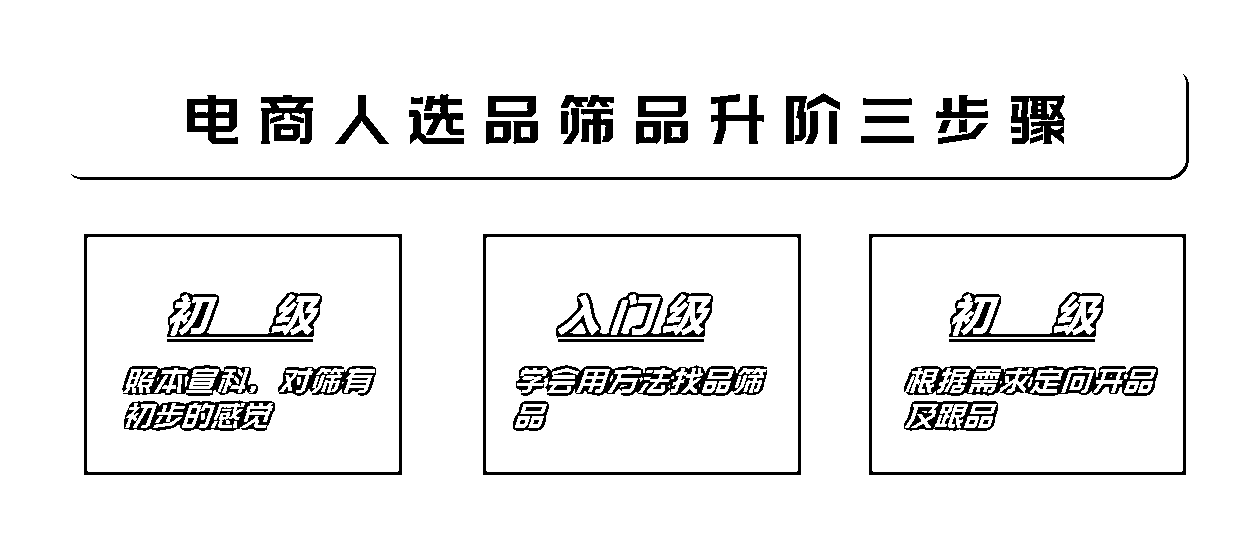 电商人选品筛品升阶三步骤
初 级
照本宣科，对筛有
初步的感觉
入门级
学会用方法找品筛
品
初 级
根据需求定向开品
及跟品